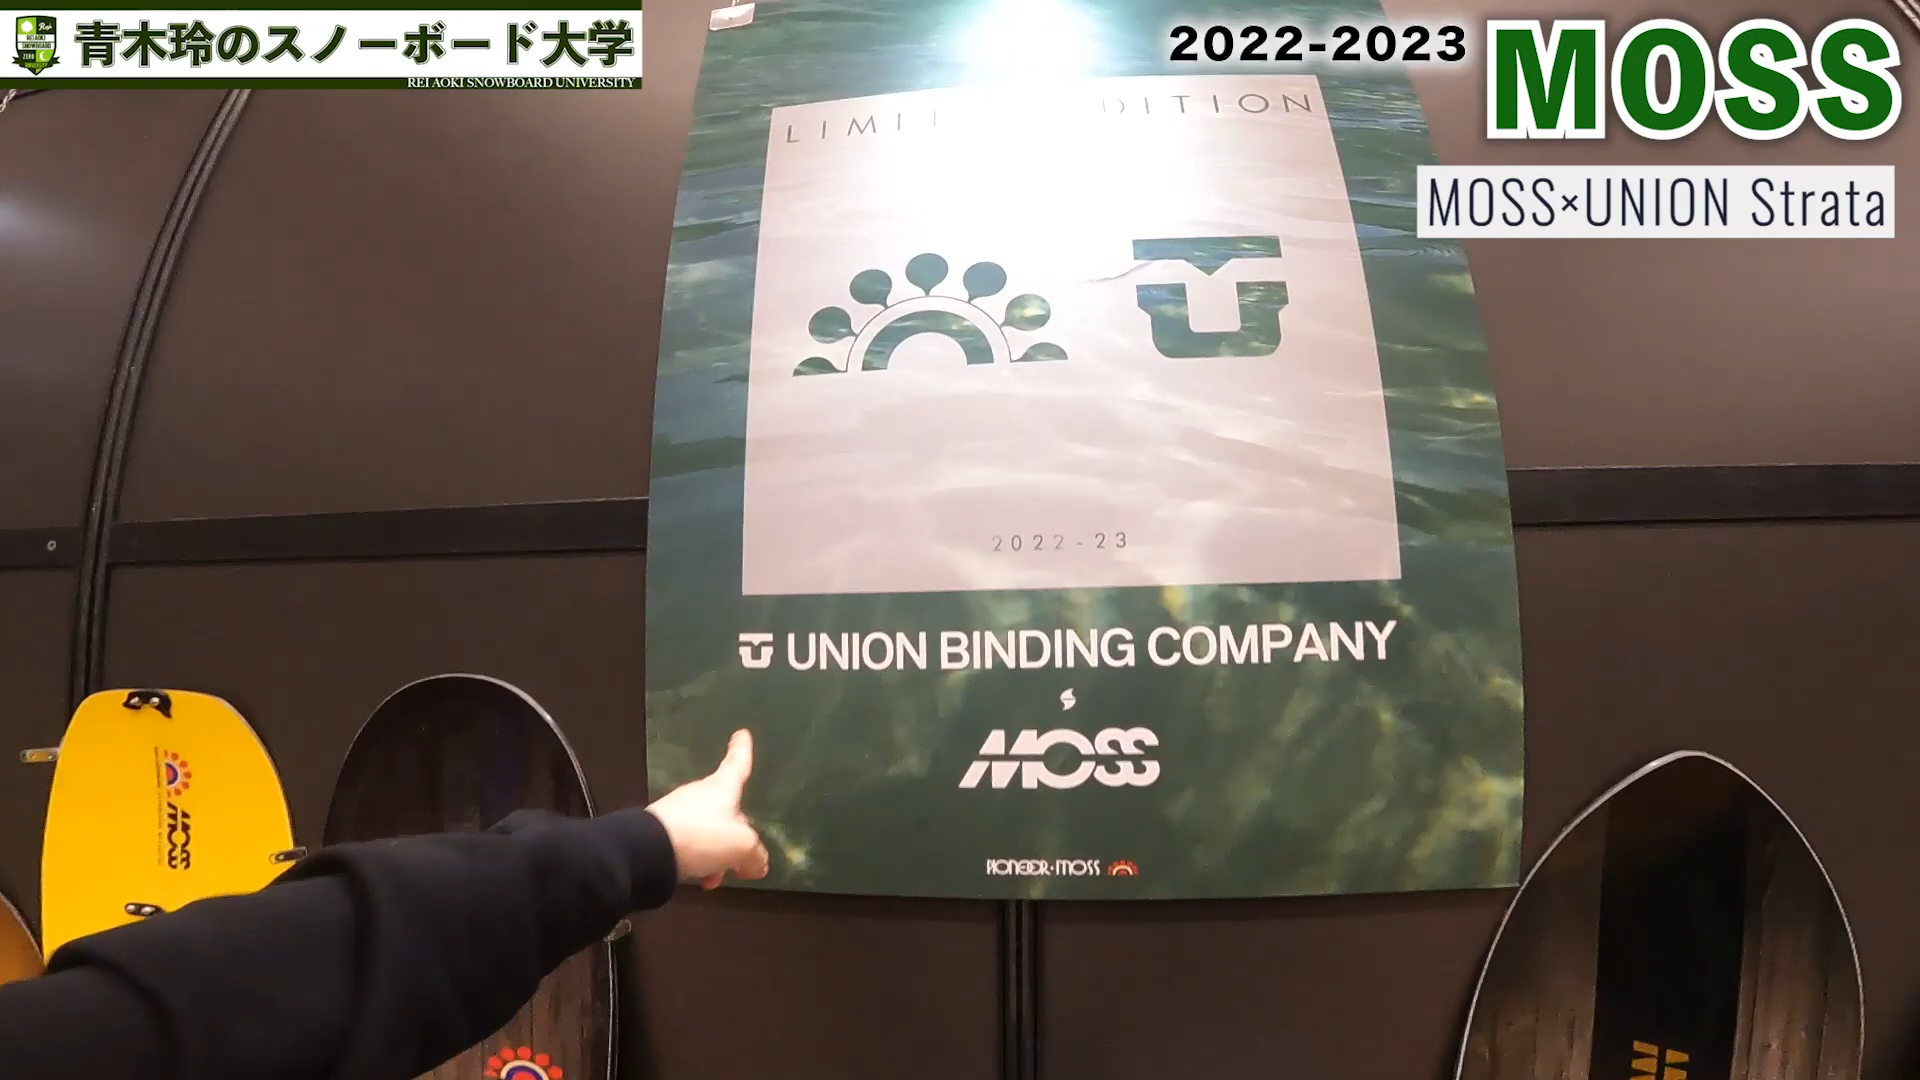 青木玲のスノーボード大学
REI AOKI SNOWBOARD UNIVERSITY
2022-2023 MOSS
MOSS×UNION Strata
LIMI DITION
2022-23
UNION BINDING COMPANY
MOSS
PIONEER·MOSS
MOSS